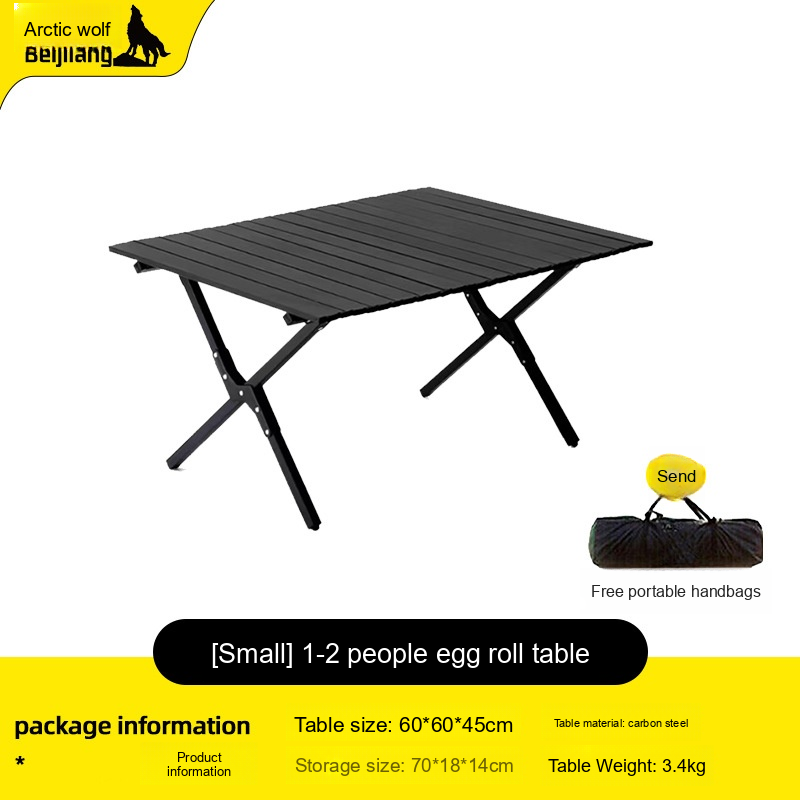 Arctic wolf
Beijilang
Send
Free portable handbags
[Small] 1-2 people egg roll table
package information
Table size: 60*60*45cm
Table material: carbon steel
*
Product
information
Storage size: 70*18*14cm
Table Weight: 3.4kg